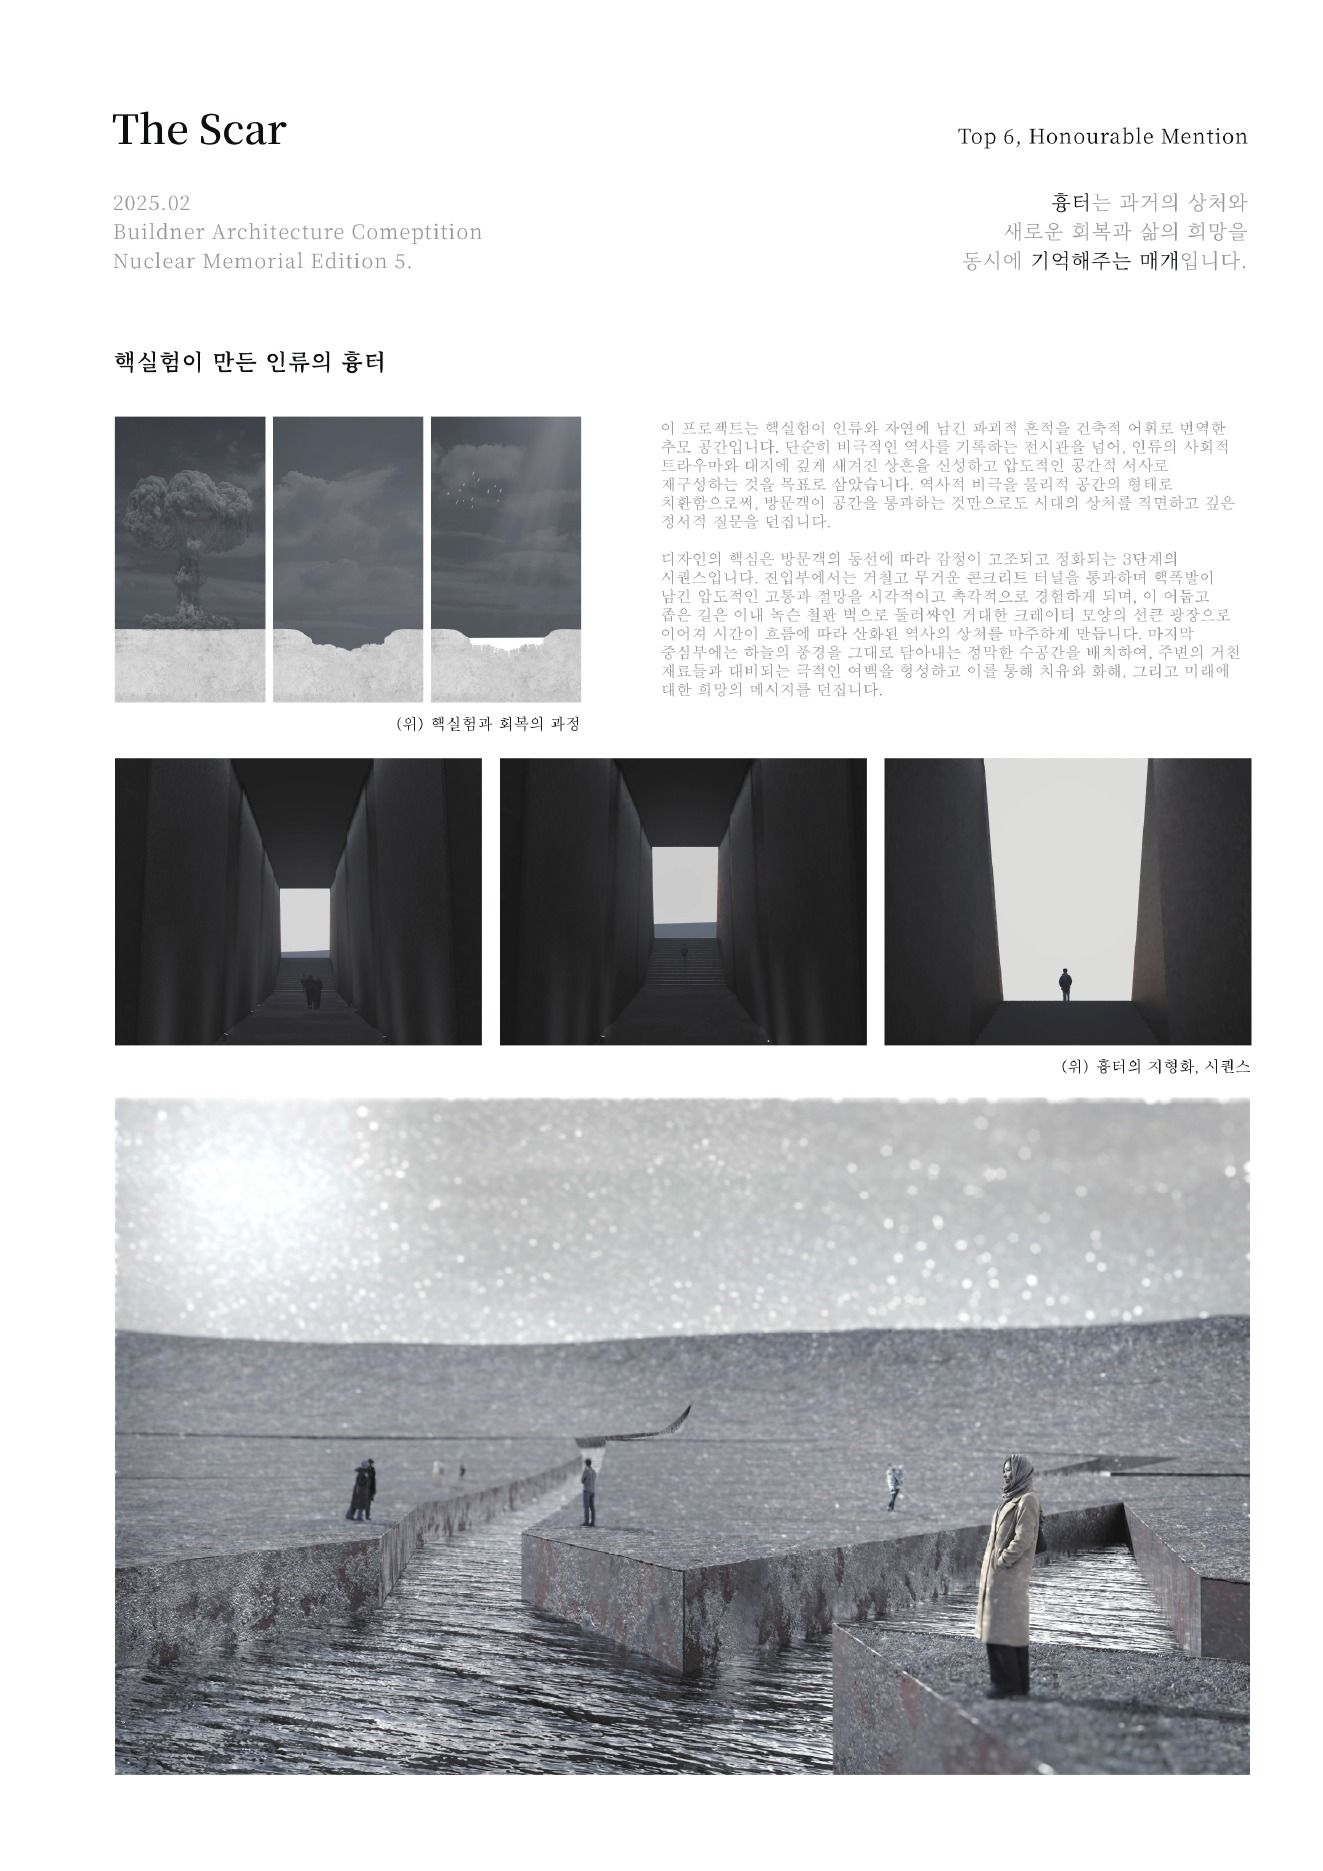 The Scar
Top 6, Honourable Mention
2025.02
Buildner Architecture Comeptition
Nuclear Memorial Edition 5.
흉터는 과거의 상처와
새로운 회복과 삶의 희망을
동시에 기억해주는 매개입니다.
핵실험이 만든 인류의 흉터
이 프로젝트는 핵실험이 인류와 자연에 남긴 파괴적 흔적을 건축적 어휘로 번역한
추모 공간입니다. 단순히 비극적인 역사를 기록하는 전시관을 넘어, 인류의 사회적
트라우마와 대지에 깊게 새겨진 상흔을 신성하고 압도적인 공간적 서사로
재구성하는 것을 목표로 삼았습니다. 역사적 비극을 물리적 공간의 형태로
치환함으로써, 방문객이 공간을 통과하는 것만으로도 시대의 상처를 직면하고 깊은
정서적 질문을 던집니다.
디자인의 핵심은 방문객의 동선에 따라 감정이 고조되고 정화되는 3단계의
시퀀스입니다. 진입부에서는 거칠고 무거운 콘크리트 터널을 통과하며 핵폭발이
남긴 압도적인 고통과 절망을 시각적이고 촉각적으로 경험하게 되며, 이 어둡고
좁은 길은 이내 녹슨 철판 벽으로 둘러싸인 거대한 크레이터 모양의 선큰 광장으로
이어져 시간이 흐름에 따라 산화된 역사의 상처를 마주하게 만듭니다. 마지막
중심부에는 하늘의 풍경을 그대로 담아내는 정막한 수공간을 배치하여, 주변의 거친
재료들과 대비되는 극적인 여백을 형성하고 이를 통해 치유와 화해, 그리고 미래에
대한 희망의 메시지를 던집니다.
(위) 핵실험과 회복의 과정
(위) 흉터의 지형화, 시퀀스